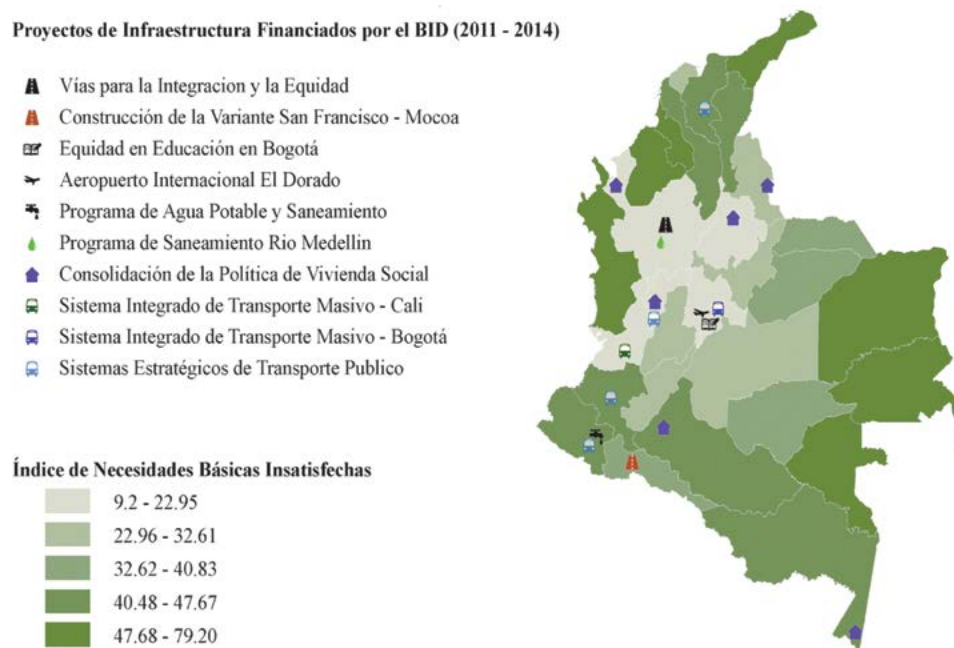 Proyectos de Infraestructura Financiados por el BID (2011 - 2014)
Vías para la Integracion y la Equidad
Construcción de la Variante San Francisco - Mocoa
Equidad en Educación en Bogotá
Aeropuerto Internacional El Dorado
Programa de Agua Potable y Saneamiento
Programa de Saneamiento Rio Medellin
Consolidación de la Política de Vivienda Social
Sistema Integrado de Transporte Masivo - Cali
Sistema Integrado de Transporte Masivo - Bogotá
Sistemas Estratégicos de Transporte Publico
Índice de Necesidades Básicas Insatisfechas
9.2 - 22.95
22.96 - 32.61
32.62 - 40.83
40.48 - 47.67
47.68 - 79.20